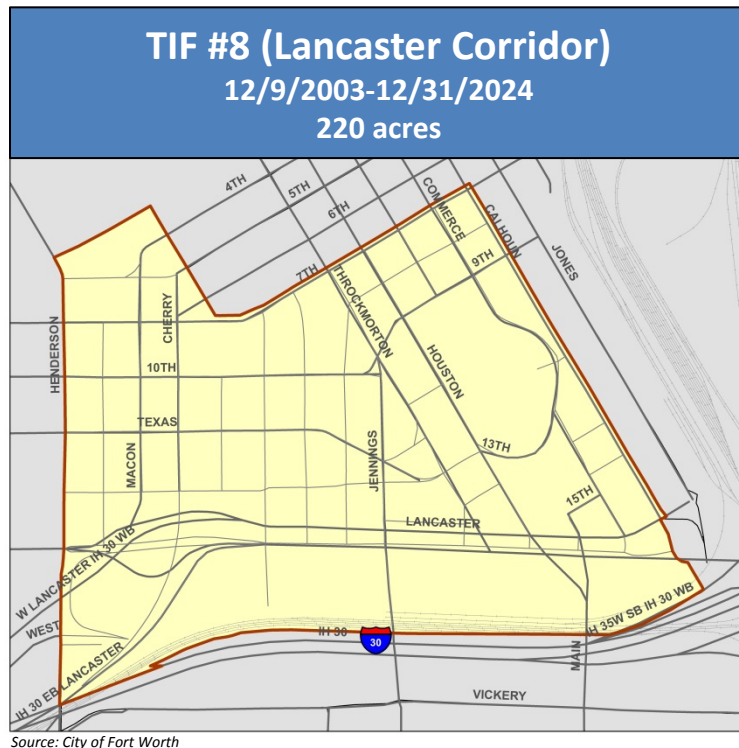 TIF #8 (Lancaster Corridor)
12/9/2003-12/31/2024
220 acres
4TH
5TH
6TH
7TH
COMMERCE
CALHOUN
9TH
JONES
THROCKMORTON
HENDERSON
CHERRY
HOUSTON
10TH
TEXAS
MACON
JENNINGS
13TH
15TH
LANCASTER
W LANCASTER IH 30 WB
WEST
IH 30 EB LANCASTER
IH 30
30
IH 35W SB IH 30 WB
MAIN
VICKERY
Source: City of Fort Worth